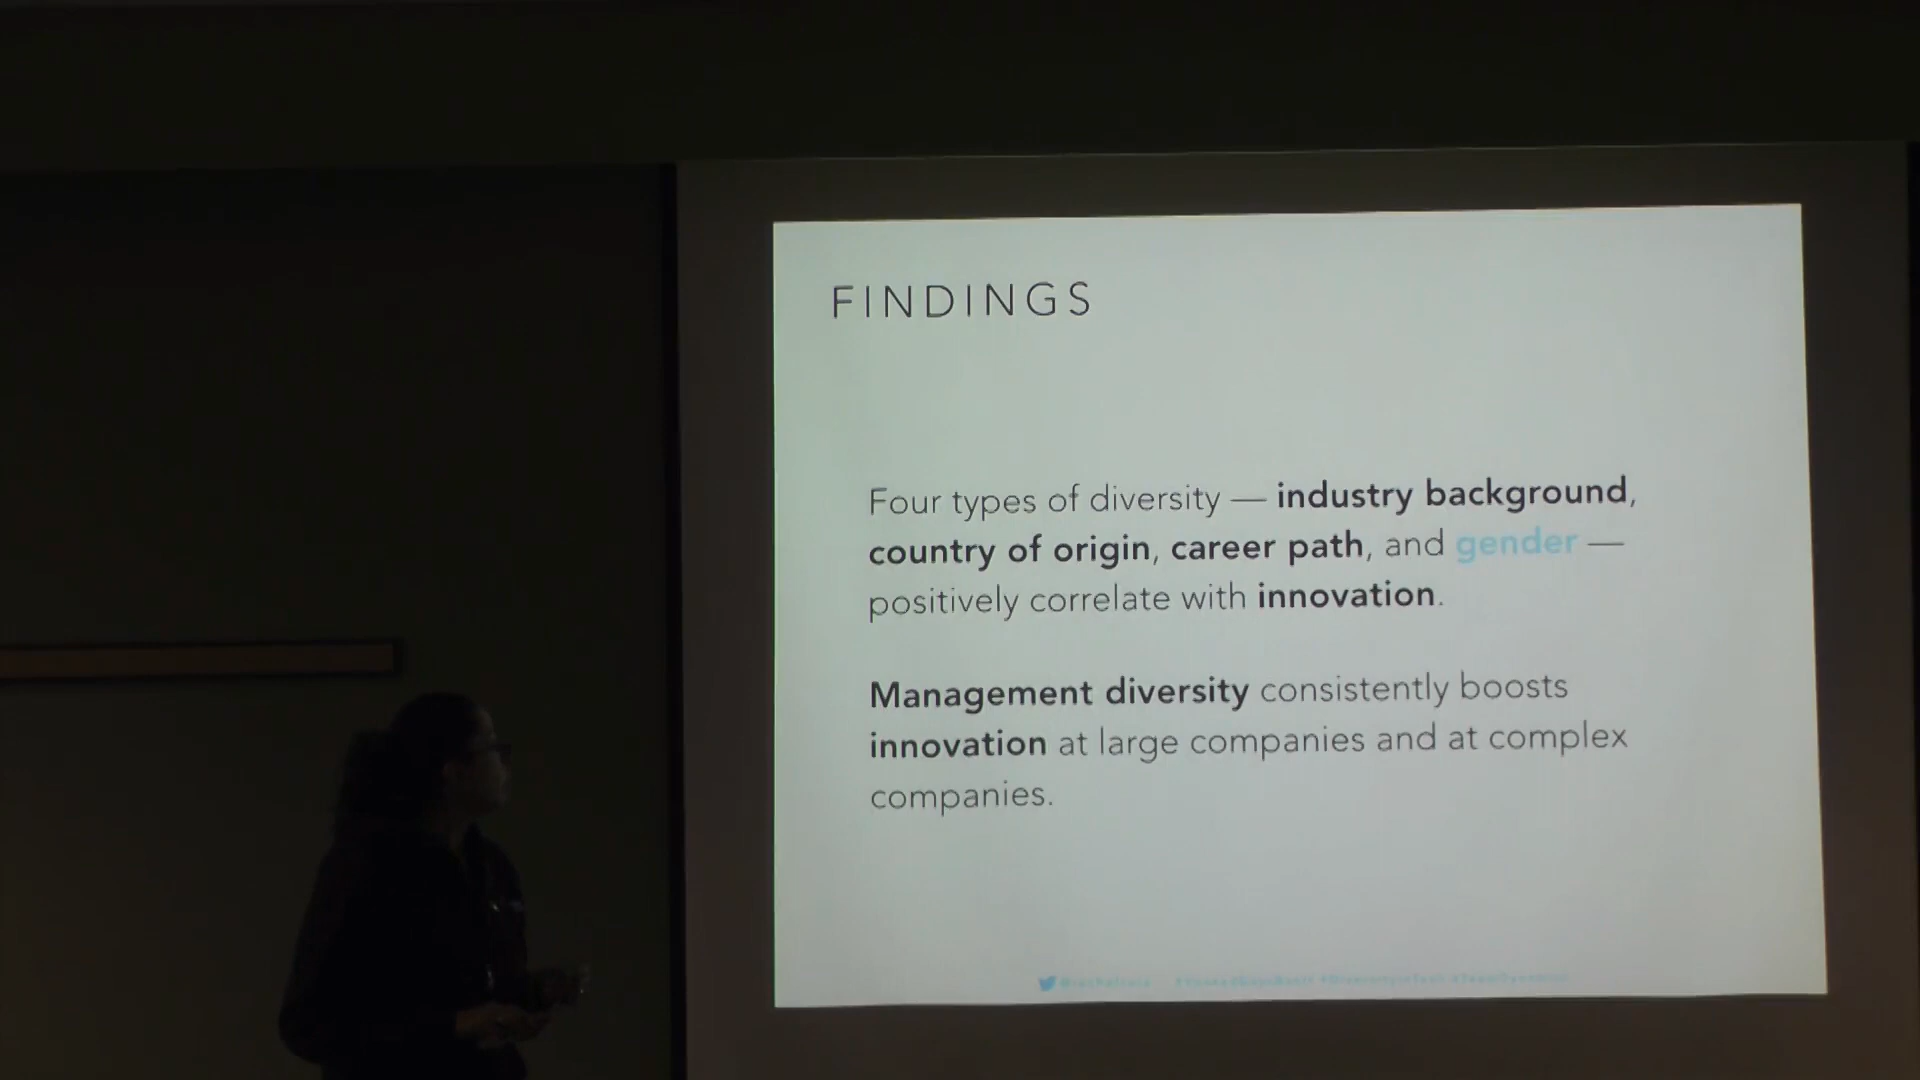 FINDINGS
Four types of diversity — industry background,
country of origin, career path, and gender —
positively correlate with innovation.
Management diversity consistently boosts
innovation at large companies and at complex
companies.